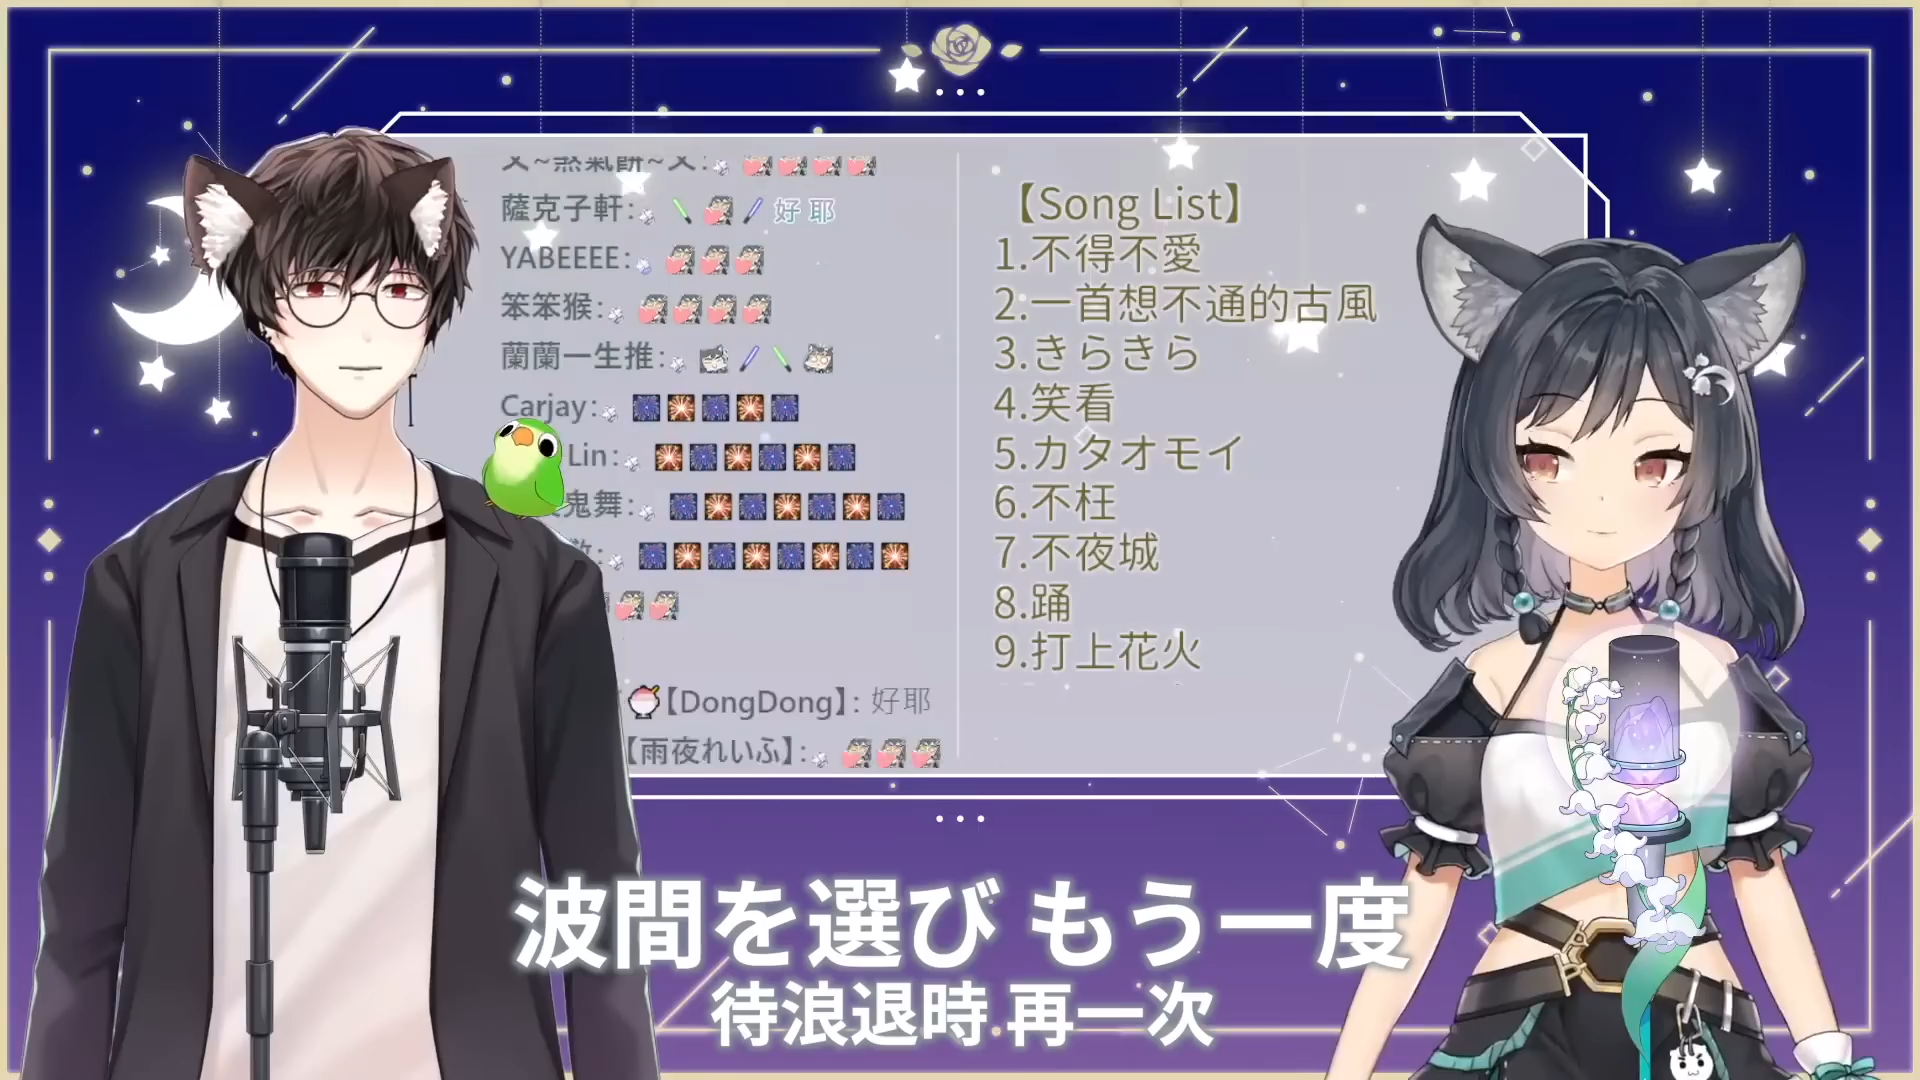 薩克子軒: 好耶
YABEEEE:
笨笨猴:
蘭蘭一生推:
Carjay:
Lin:
鬼舞:
【DongDong】: 好耶
【雨夜れいふ】:
【Song List】
1.不得不愛
2.一首想不通的古風
3.きらきら
4.笑看
5.カタオモイ
6.不枉
7.不夜城
8.踊
9.打上花火
波間を選び もう一度
待浪退時 再一次